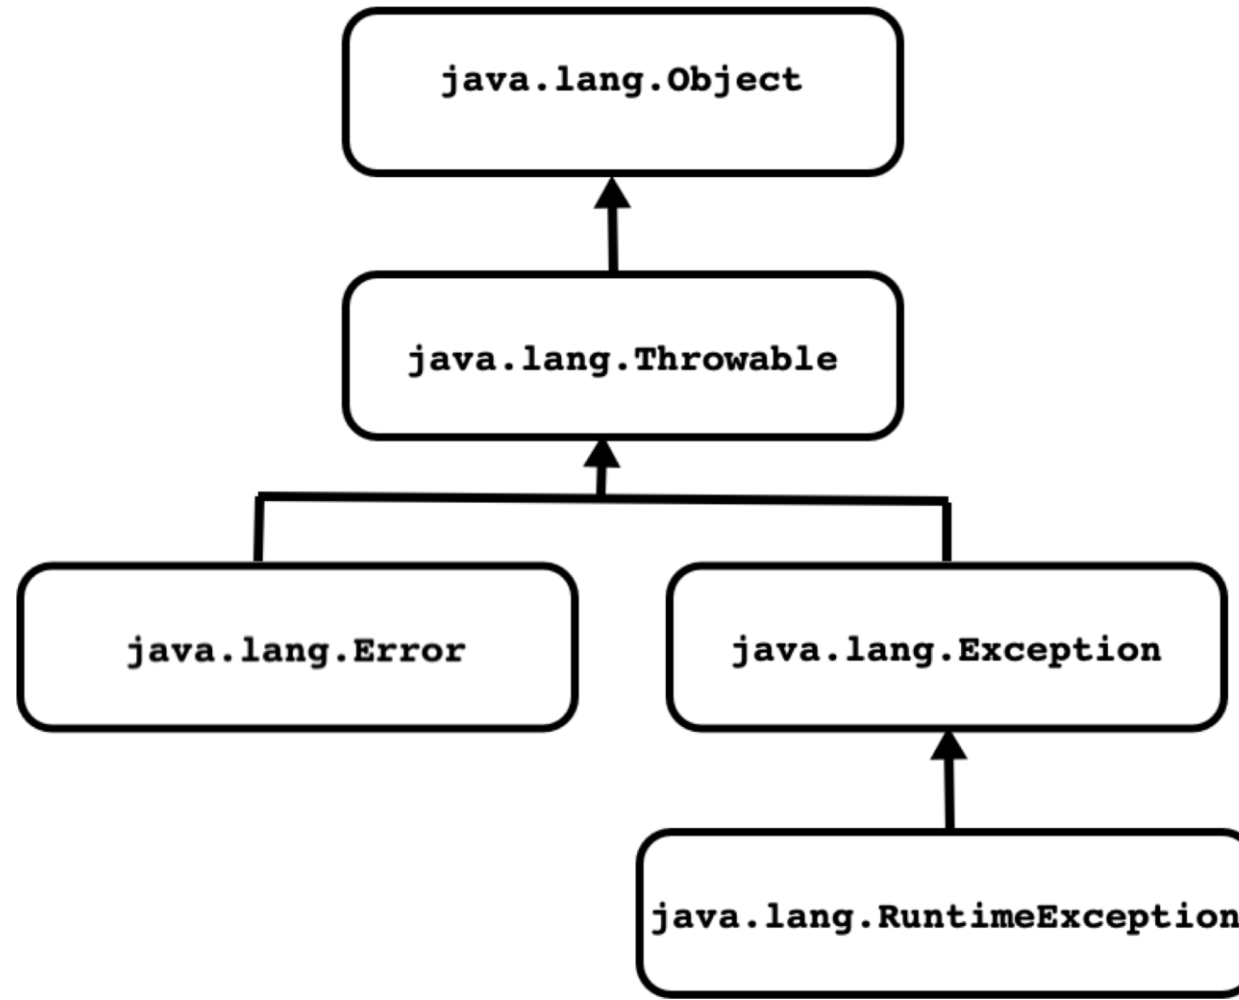 java.lang.Object
java.lang.Throwable
java.lang.Error
java.lang.Exception
java.lang.RuntimeException